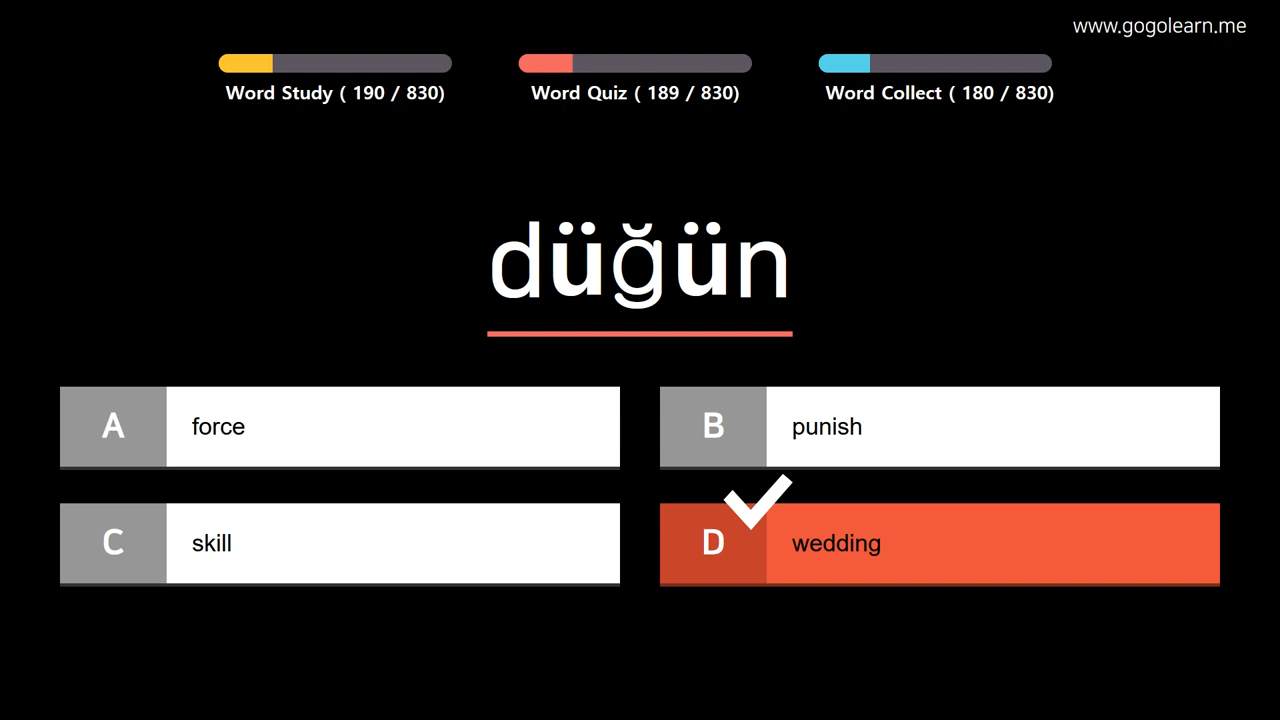 www.gogolearn.me
Word Study ( 190 / 830)
Word Quiz ( 189 / 830)
Word Collect ( 180 / 830)
düğün
A force
B punish
C skill
D wedding